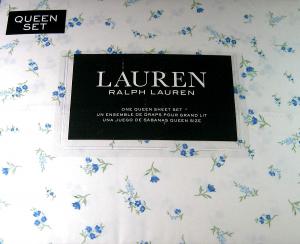 QUEEN
SET
LAUREN
RALPH LAUREN
ONE QUEEN SHEET SET
UN ENSEMBLE DE DRAPS POUR GRAND LIT
UNA JUEGO DE SABANAS QUEEN SIZE